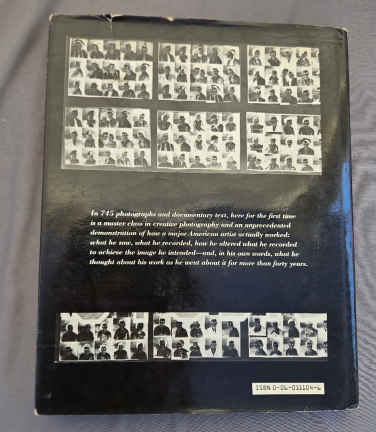 In 745 photographs and documentary text, here for the first time
is a master class in creative photography and an unprecedented
demonstration of how a major American artist actually worked:
what he saw, what he recorded, how he altered what he recorded
to achieve the image he intended—and, in his own words, what he
thought about his work as he went about it for more than forty years.
ISBN 0-06-011104-6